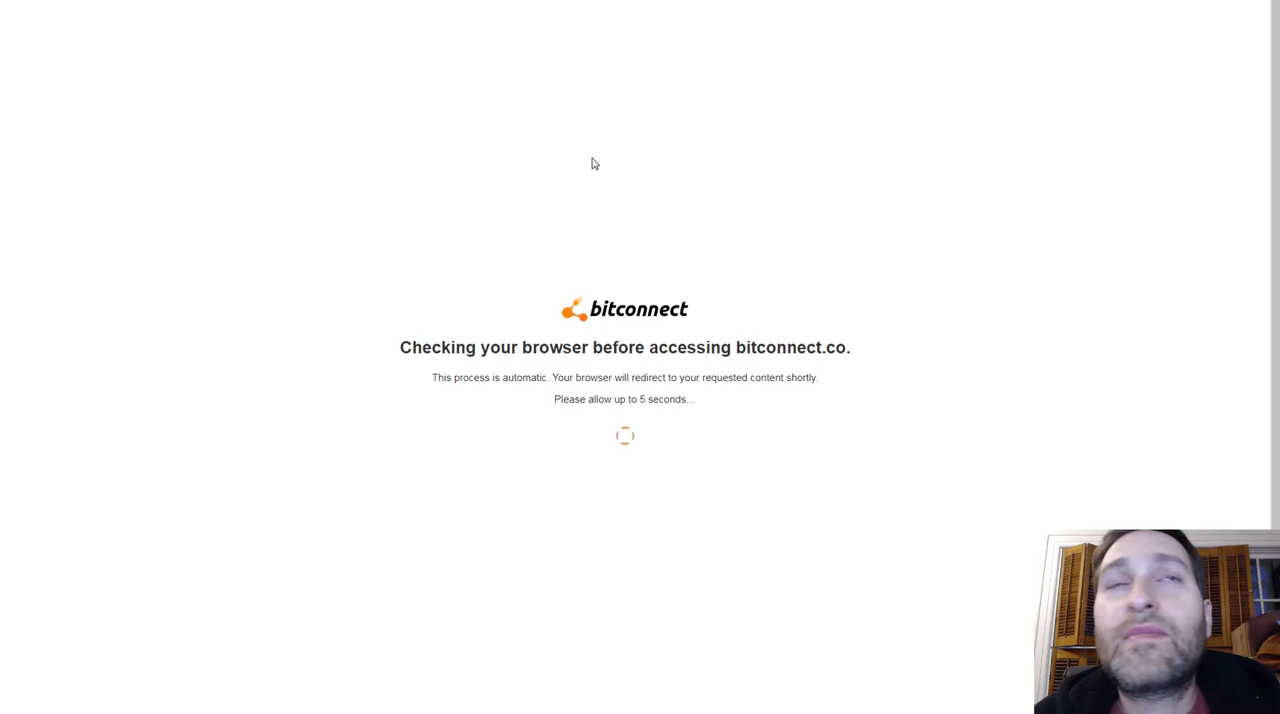 bitconnect
Checking your browser before accessing bitconnect.co.
This process is automatic. Your browser will redirect to your requested content shortly.
Please allow up to 5 seconds…